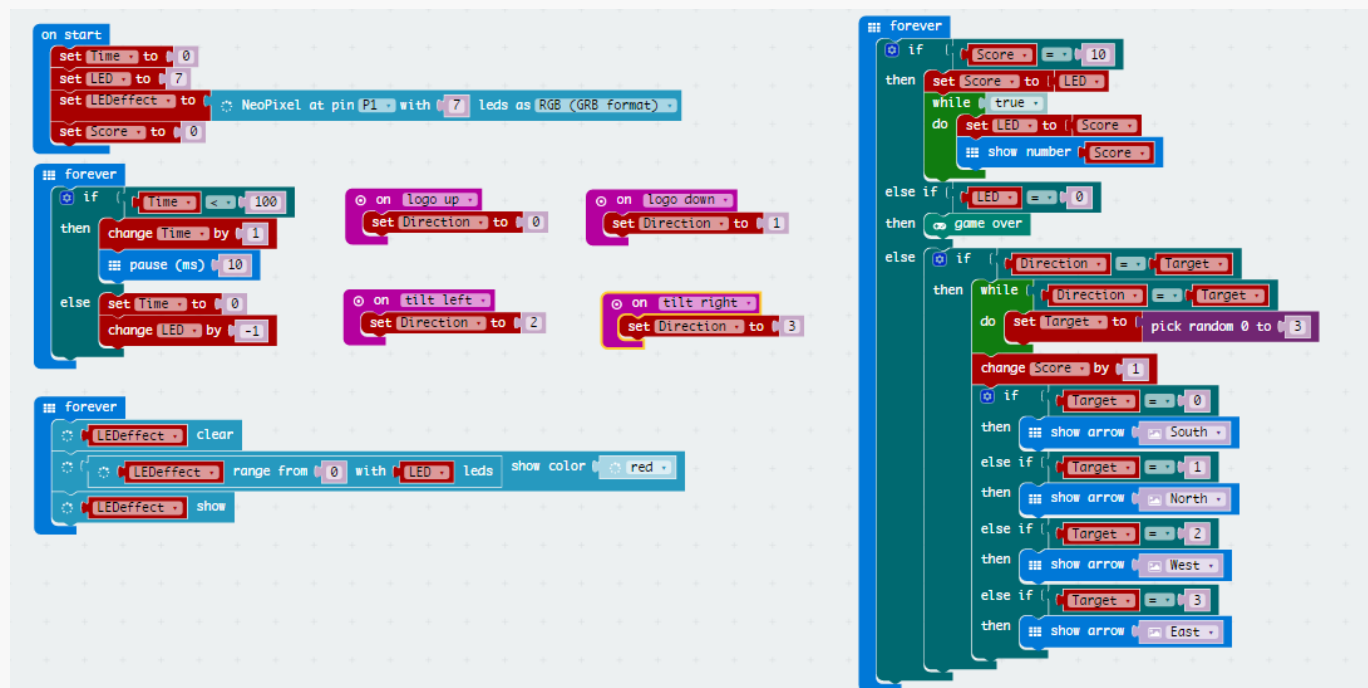 on start
set Time to 0
set LED to 7
set LEDeffect to NeoPixel at pin P1 with 7 leds as RGB (GRB format)
set Score to 0
forever
if Time < 100
then change Time by 1
pause (ms) 10
else set Time to 0
change LED by -1
on logo up
set Direction to 0
on logo down
set Direction to 1
on tilt left
set Direction to 2
on tilt right
set Direction to 3
forever
LEDeffect clear
LEDeffect range from 0 with LED leds show color red
LEDeffect show
forever
if Score = 10
then set Score to LED
while true
do set LED to Score
show number Score
else if LED = 0
then game over
else if Direction = Target
then while Direction = Target
do set Target to pick random 0 to 3
change Score by 1
if Target = 0
then show arrow South
else if Target = 1
then show arrow North
else if Target = 2
then show arrow West
else if Target = 3
then show arrow East